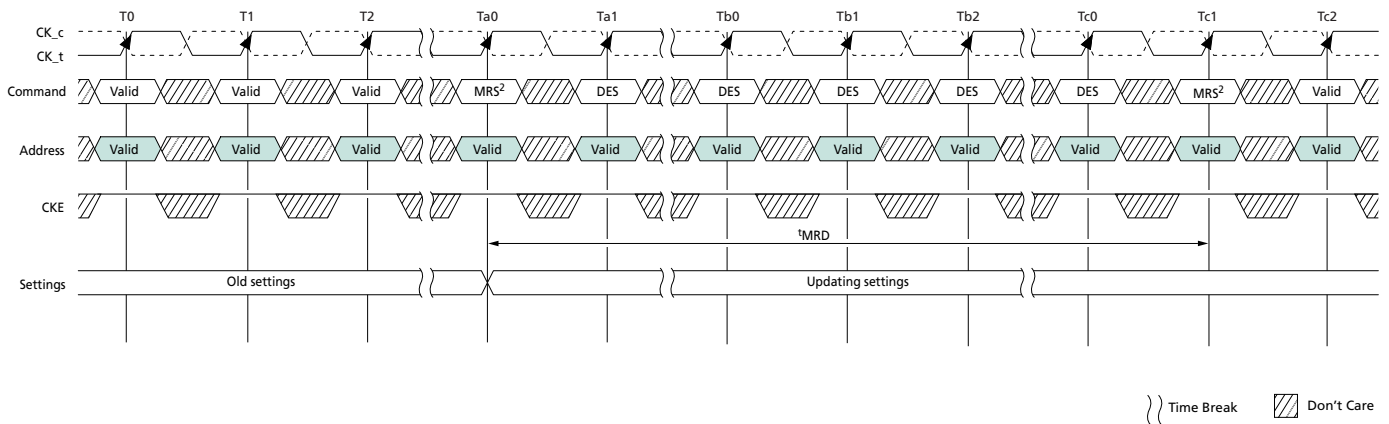 T0 T1 T2 Ta0 Ta1 Tb0 Tb1 Tb2 Tc0 Tc1 Tc2
CK_c
CK_t
Command Valid Valid Valid MRS² DES DES DES DES DES MRS² Valid
Address Valid Valid Valid Valid Valid Valid Valid Valid Valid Valid Valid
CKE
ᵗMRD
Settings Old settings Updating settings
Time Break Don't Care